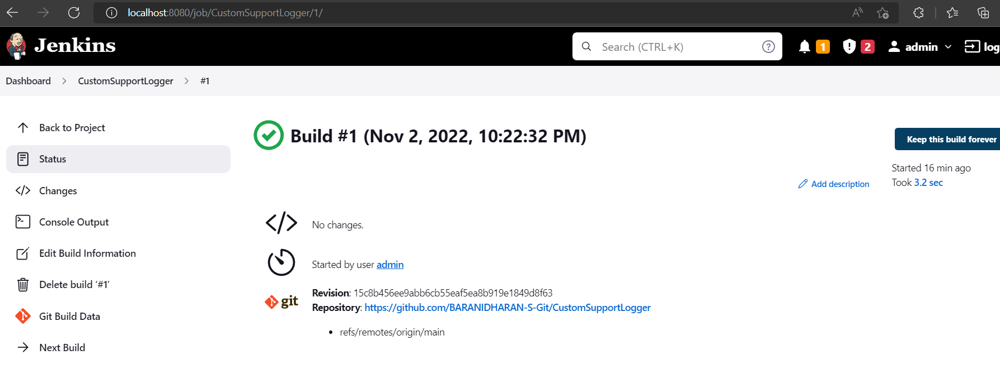 localhost:8080/job/CustomSupportLogger/1/
Jenkins
Search (CTRL+K)
1
2
admin
log
Dashboard > CustomSupportLogger > #1
Back to Project
Status
Changes
Console Output
Edit Build Information
Delete build ‘#1’
Git Build Data
Next Build
Build #1 (Nov 2, 2022, 10:22:32 PM)
Keep this build forever
Started 16 min ago
Took 3.2 sec
Add description
No changes.
Started by user admin
git
Revision: 15c8b456ee9abb6cb55eaf5ea8b919e1849d8f63
Repository: https://github.com/BARANIDHARAN-S-Git/CustomSupportLogger
• refs/remotes/origin/main